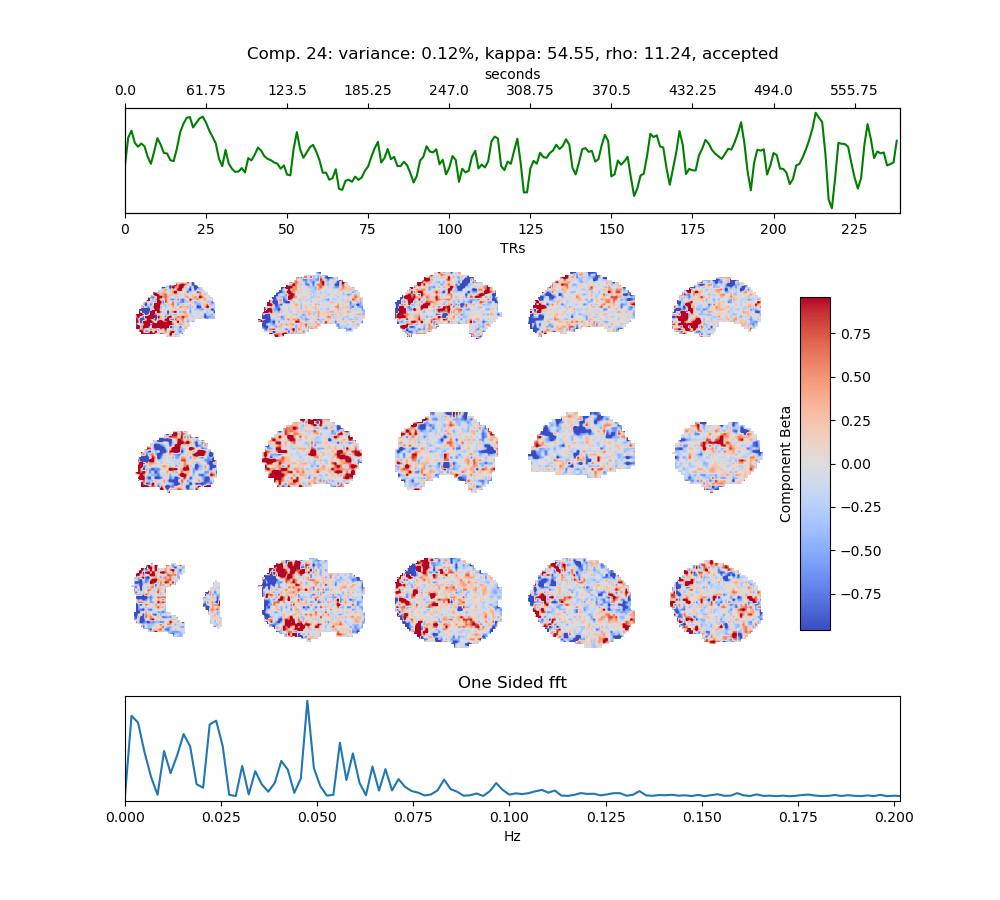 Comp. 24: variance: 0.12%, kappa: 54.55, rho: 11.24, accepted
seconds
0.0 61.75 123.5 185.25 247.0 308.75 370.5 432.25 494.0 555.75
0 25 50 75 100 125 150 175 200 225
TRs
0.75
0.50
0.25
0.00
−0.25
−0.50
−0.75
Component Beta
One Sided fft
0.000 0.025 0.050 0.075 0.100 0.125 0.150 0.175 0.200
Hz